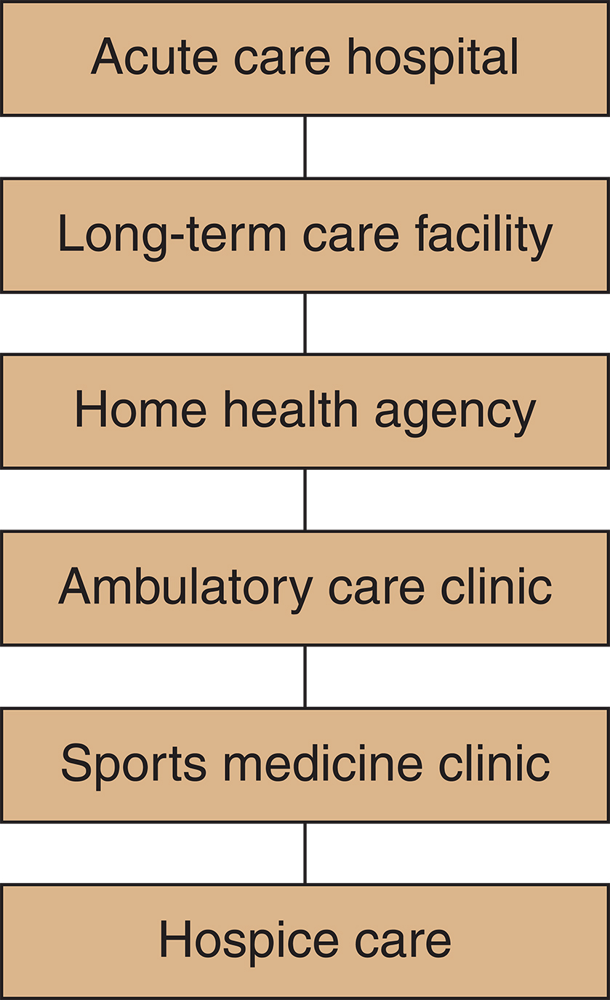 Acute care hospital
Long-term care facility
Home health agency
Ambulatory care clinic
Sports medicine clinic
Hospice care